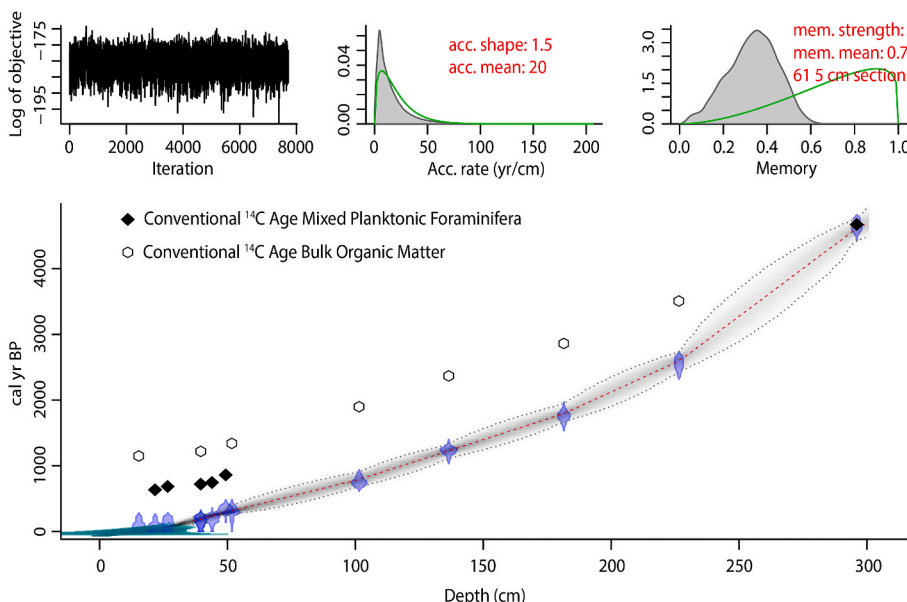 Log of objective
-175
-185
-195
0 2000 4000 6000 8000
Iteration
0.04
0.00
acc. shape: 1.5
acc. mean: 20
0 50 100 150 200
Acc. rate (yr/cm)
3.0
1.5
0.0
mem. strength:
mem. mean: 0.7
61 5 cm section
0.0 0.2 0.4 0.6 0.8 1.0
Memory
Conventional ¹⁴C Age Mixed Planktonic Foraminifera
Conventional ¹⁴C Age Bulk Organic Matter
cal yr BP
4000
3000
2000
1000
0
0 50 100 150 200 250 300
Depth (cm)